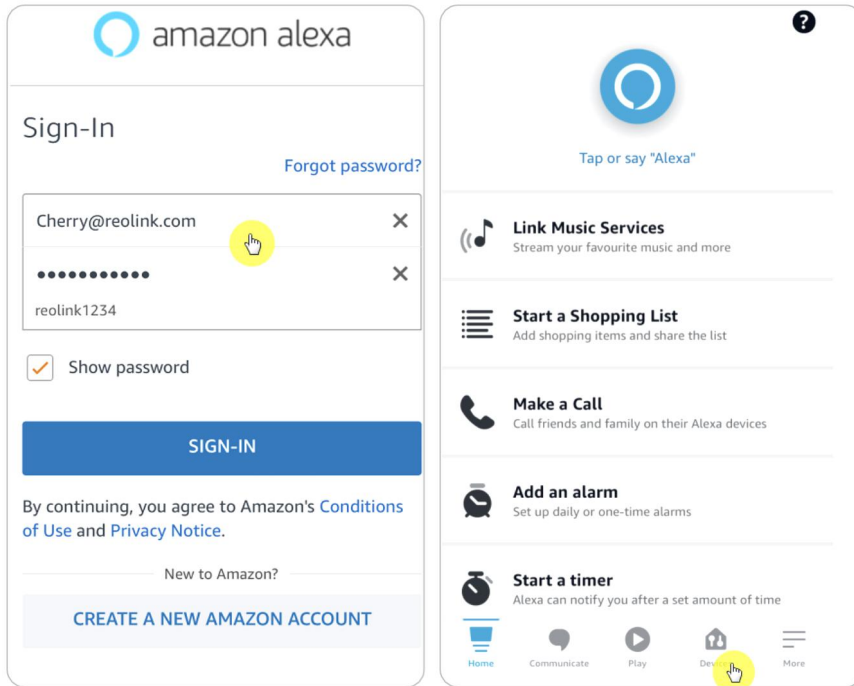 amazon alexa
Sign-In
Forgot password?
Cherry@reolink.com
•••••••••••
reolink1234
Show password
SIGN-IN
By continuing, you agree to Amazon's Conditions
of Use and Privacy Notice.
New to Amazon?
CREATE A NEW AMAZON ACCOUNT
?
Tap or say "Alexa"
Link Music Services
Stream your favourite music and more
Start a Shopping List
Add shopping items and share the list
Make a Call
Call friends and family on their Alexa devices
Add an alarm
Set up daily or one-time alarms
Start a timer
Alexa can notify you after a set amount of time
Home Communicate Play More